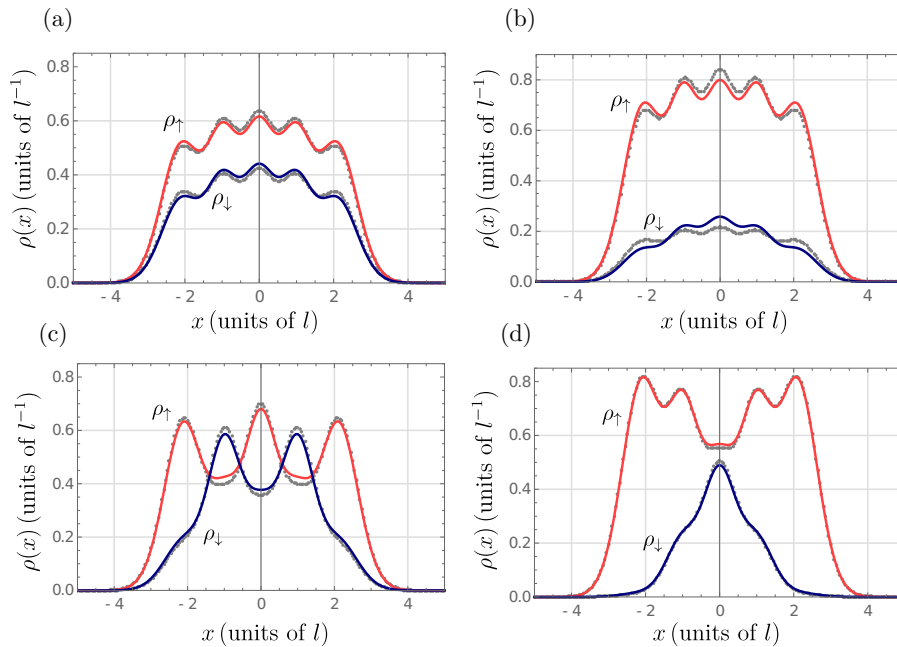 (a)
ρ(x) (units of l⁻¹)
0.8
0.6
0.4
0.2
0.0
ρ↑
ρ↓
- 4 - 2 0 2 4
x (units of l)
(b)
ρ(x) (units of l⁻¹)
0.8
0.6
0.4
0.2
0.0
ρ↑
ρ↓
- 4 - 2 0 2 4
x (units of l)
(c)
ρ(x) (units of l⁻¹)
0.8
0.6
0.4
0.2
0.0
ρ↑
ρ↓
- 4 - 2 0 2 4
x (units of l)
(d)
ρ(x) (units of l⁻¹)
0.8
0.6
0.4
0.2
0.0
ρ↑
ρ↓
- 4 - 2 0 2 4
x (units of l)